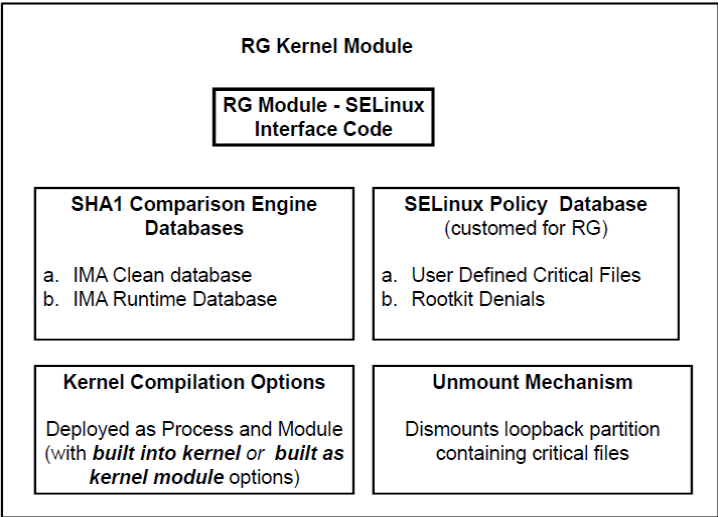 RG Kernel Module
RG Module - SELinux
Interface Code
SHA1 Comparison Engine
Databases
a. IMA Clean database
b. IMA Runtime Database
SELinux Policy Database
(customed for RG)
a. User Defined Critical Files
b. Rootkit Denials
Kernel Compilation Options
Deployed as Process and Module
(with built into kernel or built as
kernel module options)
Unmount Mechanism
Dismounts loopback partition
containing critical files